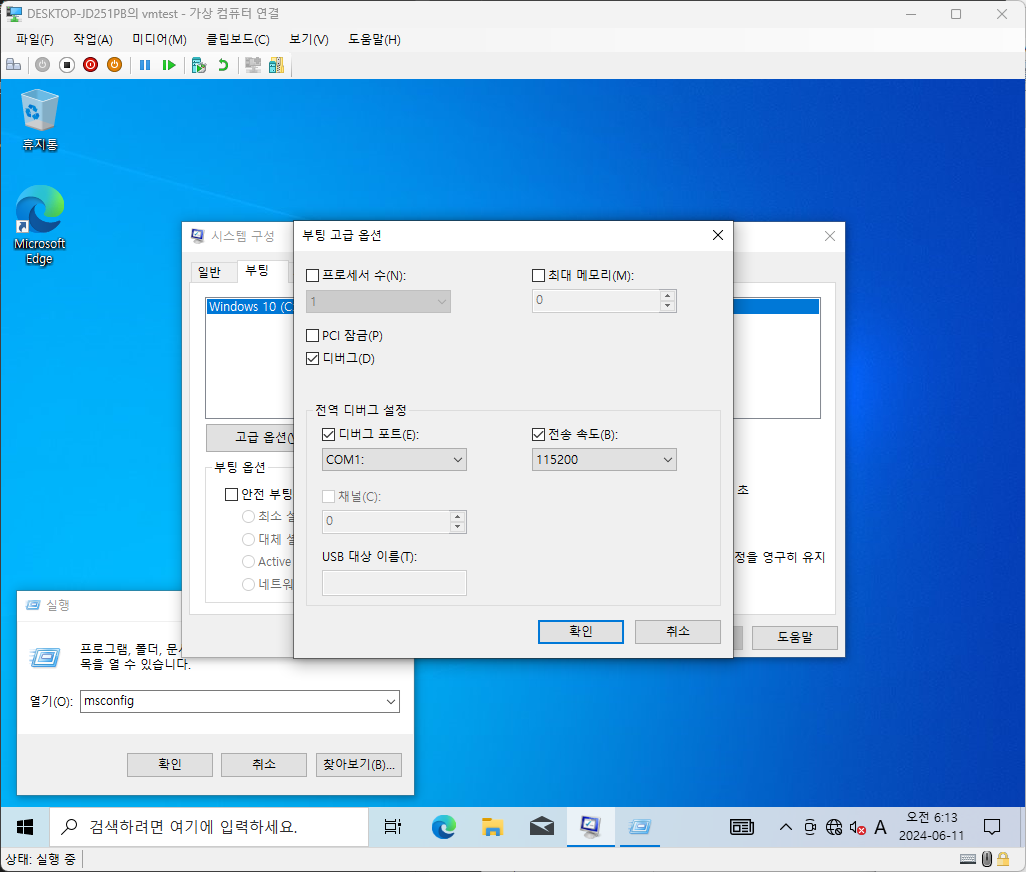 DESKTOP-JD251PB의 vmtest - 가상 컴퓨터 연결
파일(F) 작업(A) 미디어(M) 클립보드(C) 보기(V) 도움말(H)
휴지통
Microsoft
Edge
시스템 구성
일반 부팅
Windows 10 (C
고급 옵션(
부팅 옵션
안전 부팅
최소 설
대체 설
Active
네트워
초
정을 영구히 유지
도움말
부팅 고급 옵션
프로세서 수(N): 최대 메모리(M):
1 0
PCI 잠금(P)
디버그(D)
전역 디버그 설정
디버그 포트(E): 전송 속도(B):
COM1: 115200
채널(C):
0
USB 대상 이름(T):
확인 취소
실행
프로그램, 폴더, 문서
목을 열 수 있습니다.
열기(O): msconfig
확인 취소 찾아보기(B)...
검색하려면 여기에 입력하세요.
A
오전 6:13
2024-06-11
상태: 실행 중